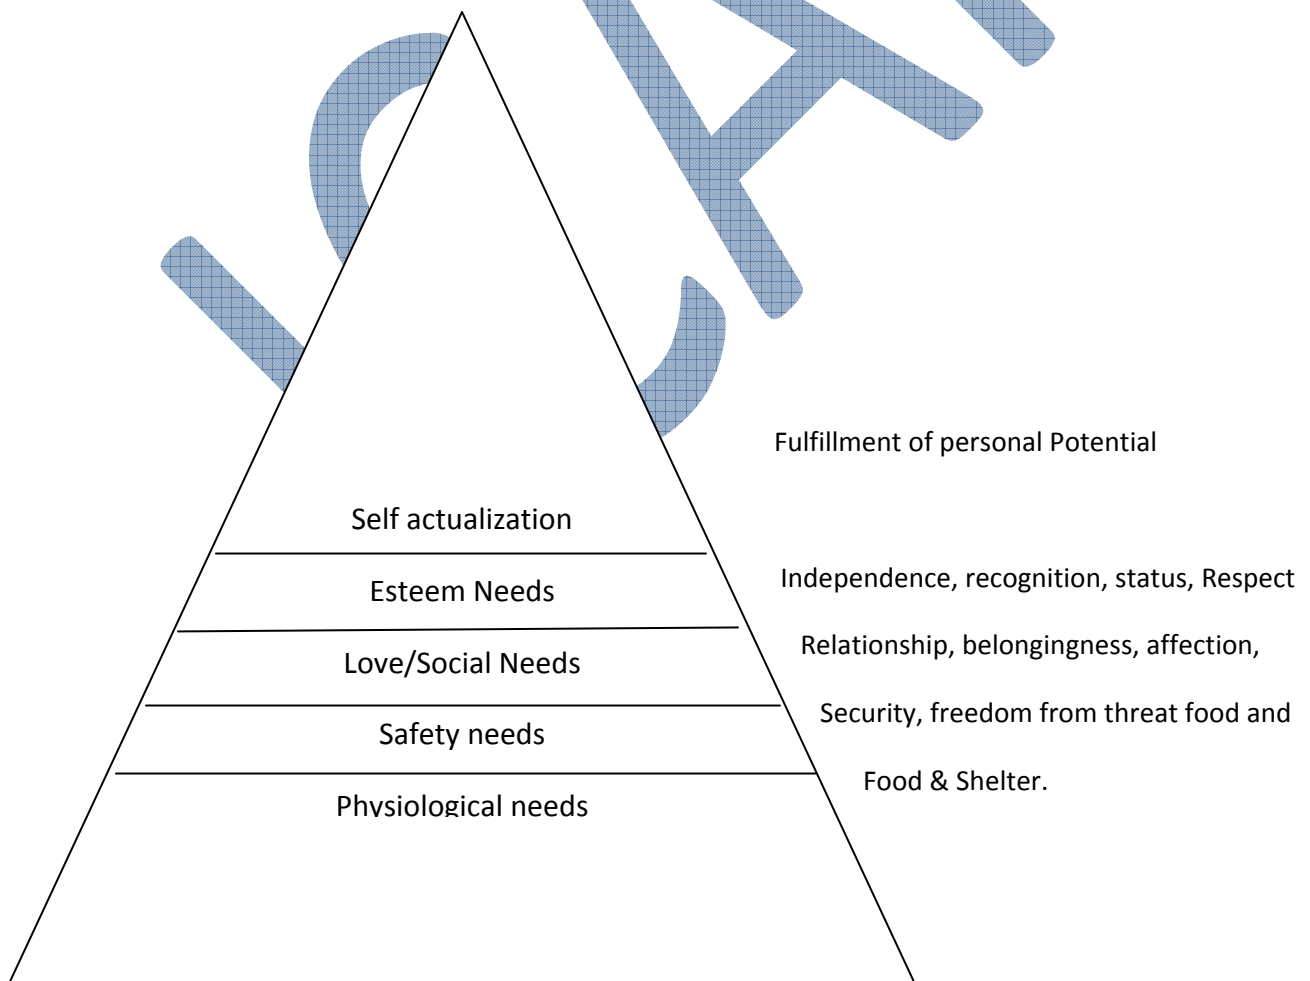 Fulfillment of personal Potential
Self actualization
Esteem Needs
Independence, recognition, status, Respect
Love/Social Needs
Relationship, belongingness, affection,
Safety needs
Security, freedom from threat food and
Physiological needs
Food & Shelter.